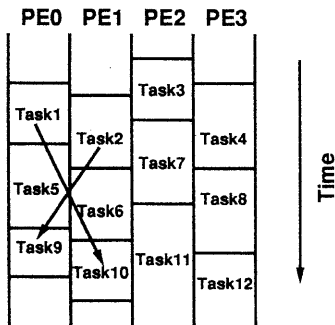 PE0 PE1 PE2 PE3
Task3
Task1
Task2
Task4
Task5
Task7
Task6
Task8
Task9
Task11
Task10
Task12
Time